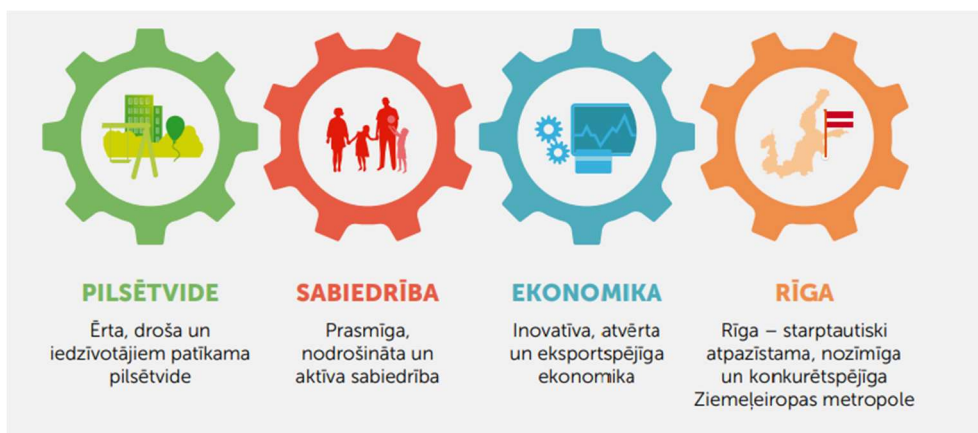 PILSĒTVIDE
Ērta, droša un
iedzīvotājiem patīkama
pilsētvide
SABIEDRĪBA
Prasmīga,
nodrošināta un
aktīva sabiedrība
EKONOMIKA
Inovatīva, atvērta
un eksportspējīga
ekonomika
RĪGA
Rīga – starptautiski
atpazīstama, nozīmīga
un konkurētspējīga
Ziemeļeiropas metropole